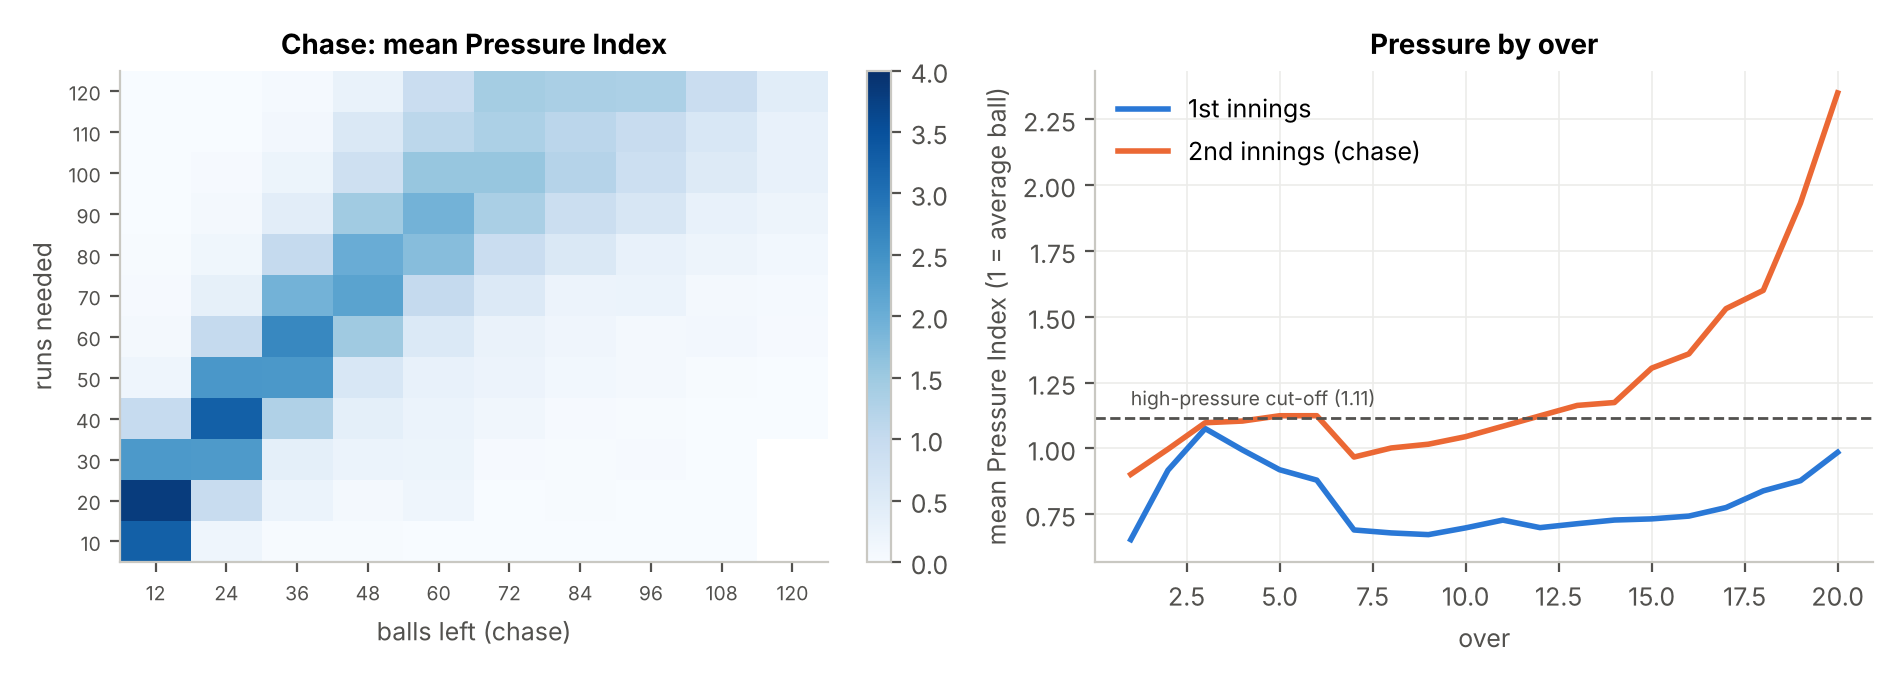 Chase: mean Pressure Index
runs needed
120
110
100
90
80
70
60
50
40
30
20
10
12 24 36 48 60 72 84 96 108 120
balls left (chase)
4.0
3.5
3.0
2.5
2.0
1.5
1.0
0.5
0.0
Pressure by over
mean Pressure Index (1 = average ball)
2.25
2.00
1.75
1.50
1.25
1.00
0.75
1st innings
2nd innings (chase)
high-pressure cut-off (1.11)
2.5 5.0 7.5 10.0 12.5 15.0 17.5 20.0
over